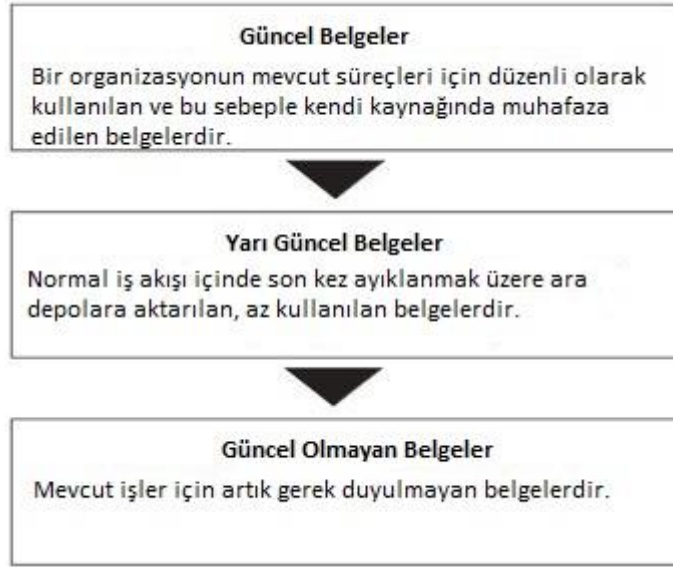 Güncel Belgeler
Bir organizasyonun mevcut süreçleri için düzenli olarak
kullanılan ve bu sebeple kendi kaynağında muhafaza
edilen belgelerdir.
Yarı Güncel Belgeler
Normal iş akışı içinde son kez ayıklanmak üzere ara
depolara aktarılan, az kullanılan belgelerdir.
Güncel Olmayan Belgeler
Mevcut işler için artık gerek duyulmayan belgelerdir.